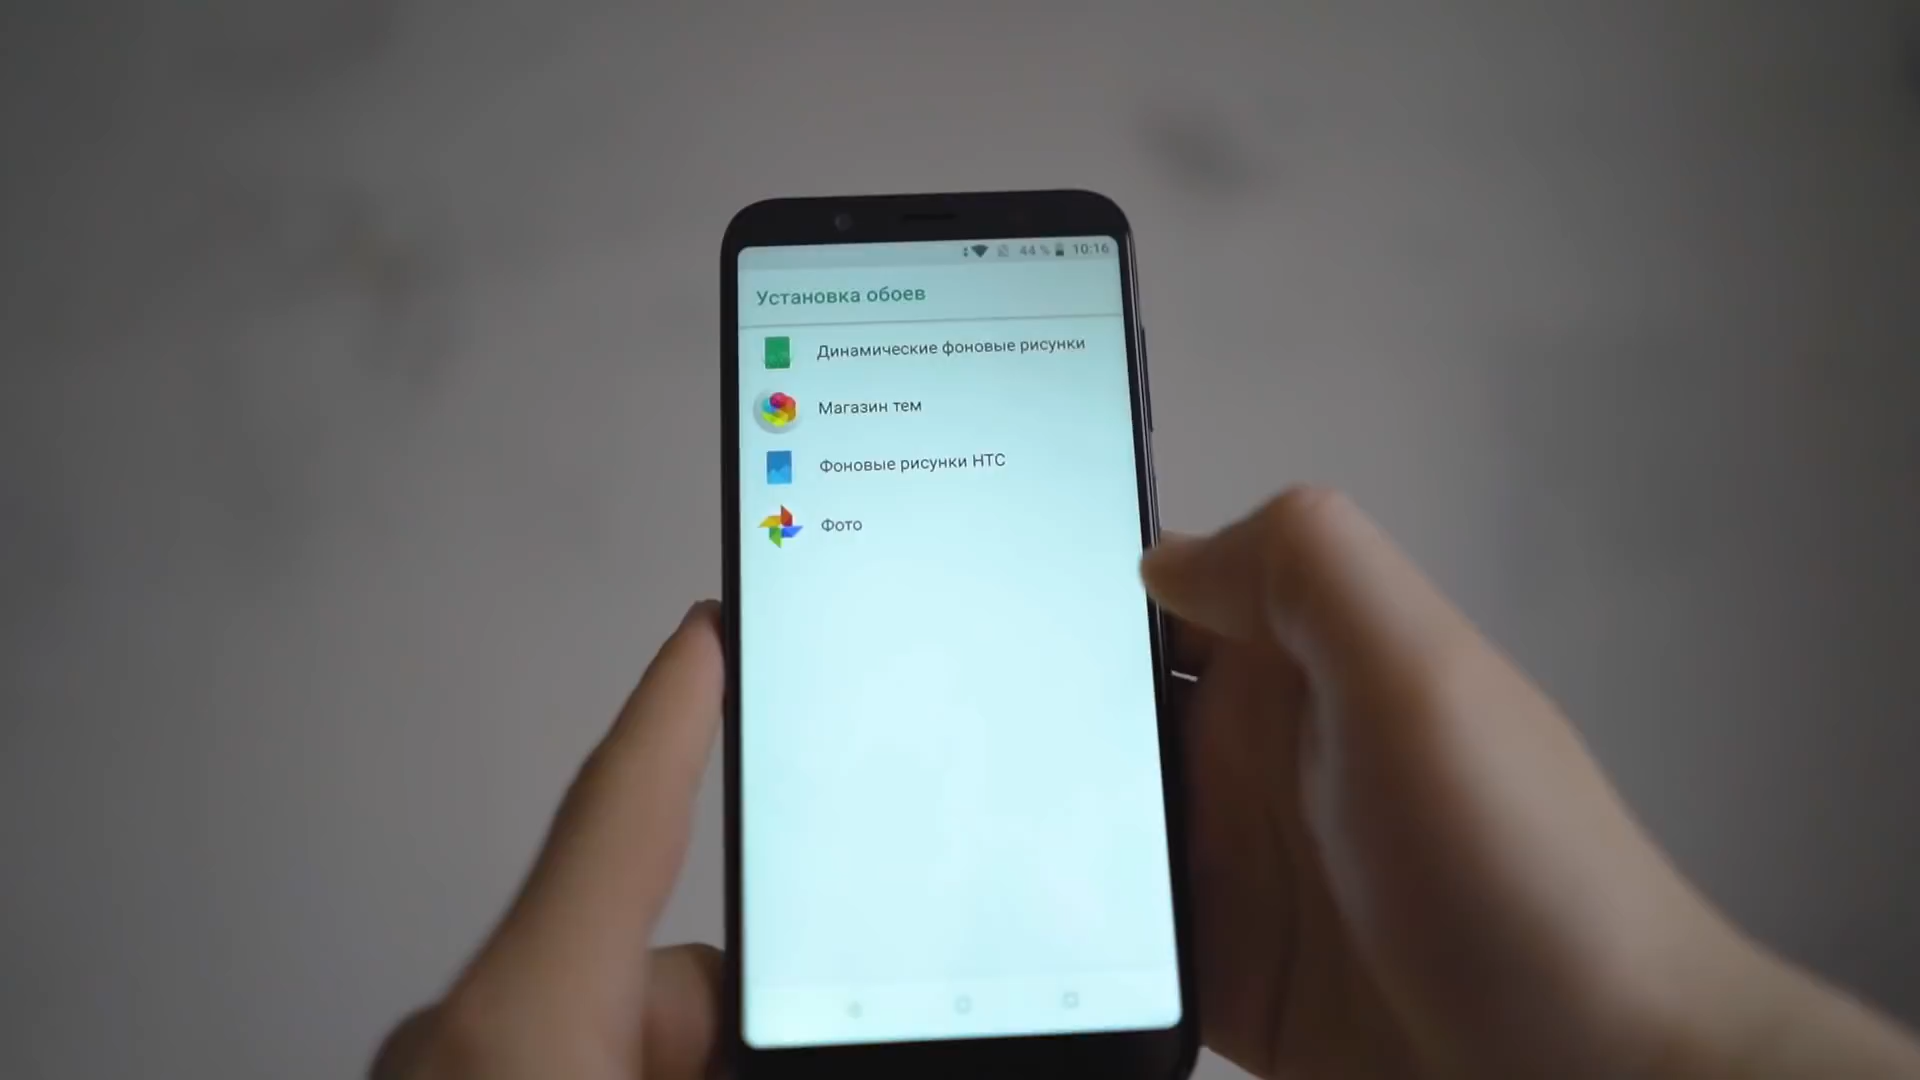 44 % 10:16
Установка обоев
Динамические фоновые рисунки
Магазин тем
Фоновые рисунки HTC
Фото